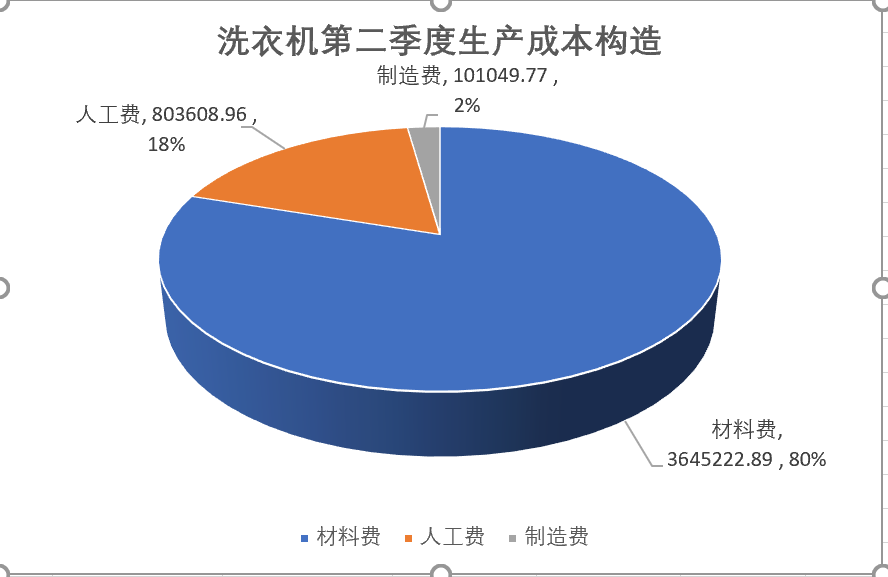 洗衣机第二季度生产成本构造
制造费, 101049.77 ,
2%
人工费, 803608.96 ,
18%
材料费,
3645222.89 , 80%
材料费 人工费 制造费